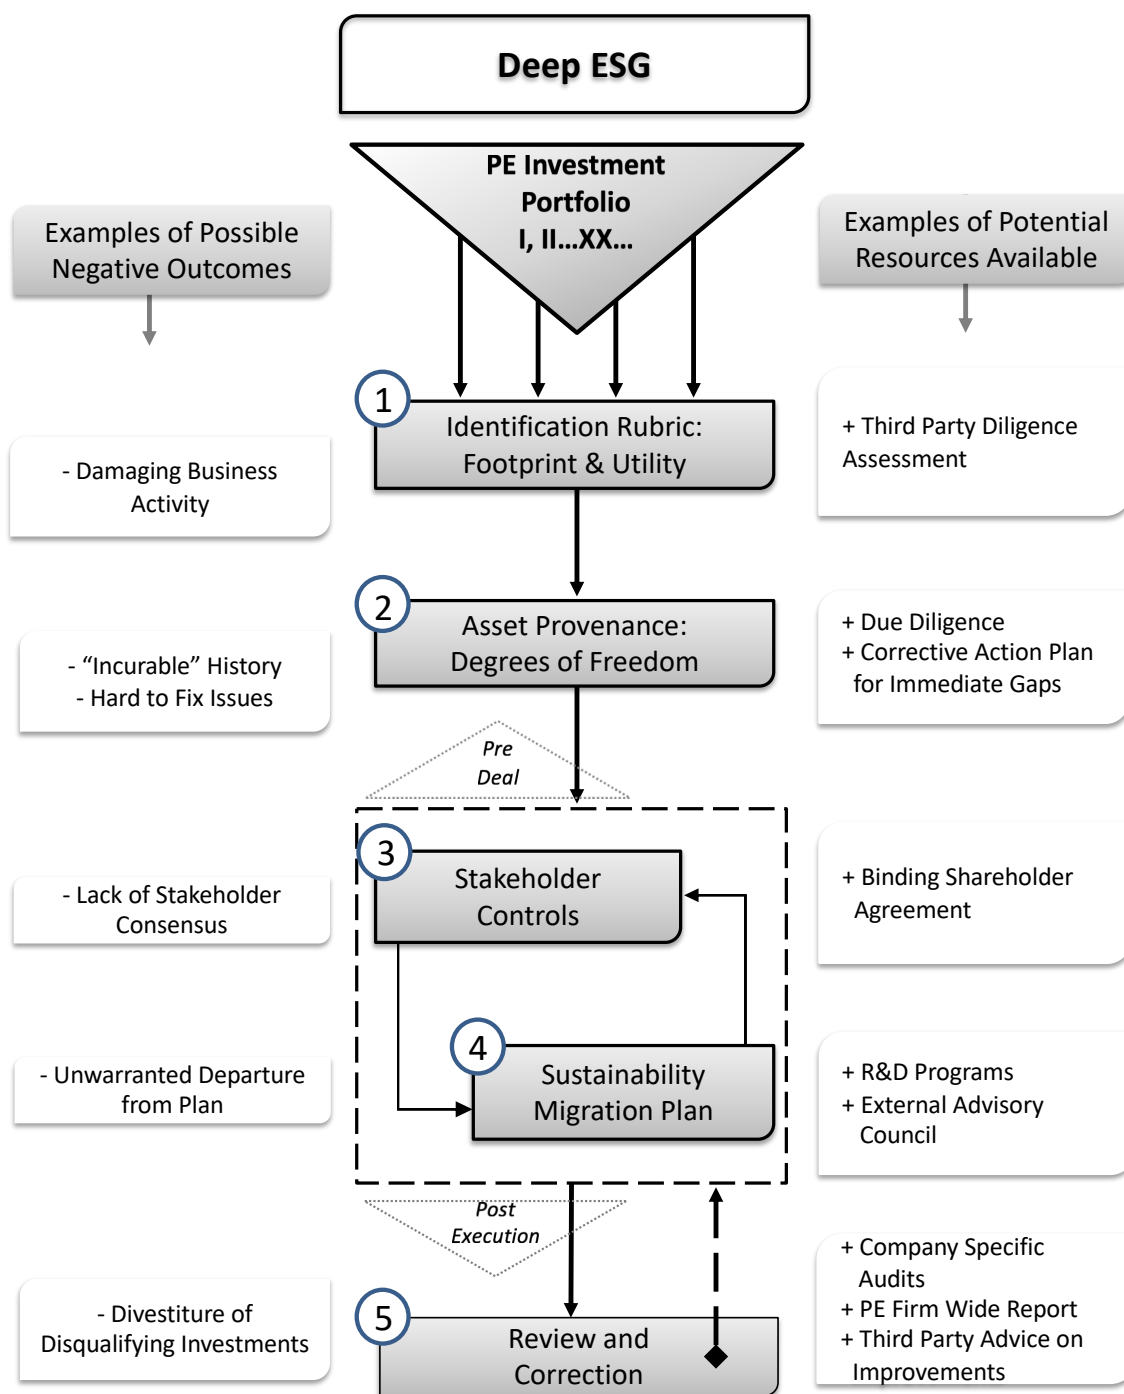 Deep ESG
PE Investment
Portfolio
I, II...XX...
Examples of Possible
Negative Outcomes
Examples of Potential
Resources Available
1
Identification Rubric:
Footprint & Utility
- Damaging Business
Activity
+ Third Party Diligence
Assessment
2
Asset Provenance:
Degrees of Freedom
- “Incurable” History
- Hard to Fix Issues
+ Due Diligence
+ Corrective Action Plan
for Immediate Gaps
Pre
Deal
3
Stakeholder
Controls
- Lack of Stakeholder
Consensus
+ Binding Shareholder
Agreement
4
Sustainability
Migration Plan
- Unwarranted Departure
from Plan
+ R&D Programs
+ External Advisory
Council
Post
Execution
5
Review and
Correction
- Divestiture of
Disqualifying Investments
+ Company Specific
Audits
+ PE Firm Wide Report
+ Third Party Advice on
Improvements